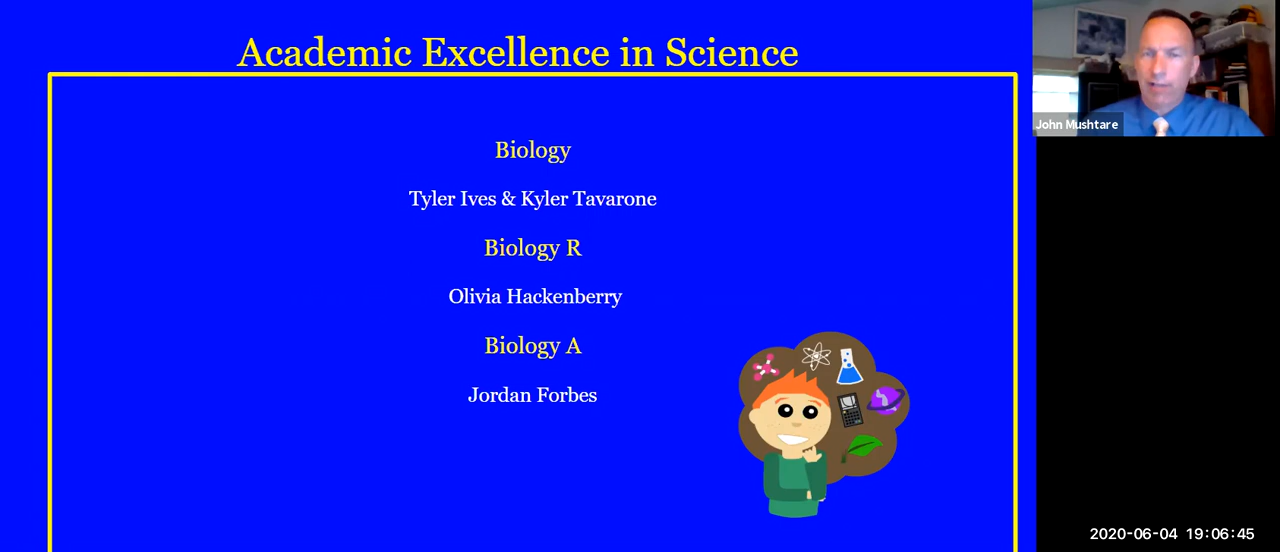 Academic Excellence in Science
John Mushtare
Biology
Tyler Ives & Kyler Tavarone
Biology R
Olivia Hackenberry
Biology A
Jordan Forbes
2020-06-04 19:06:45